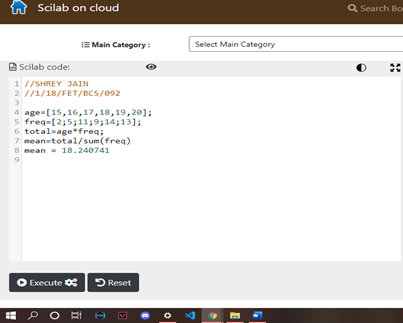 Scilab on cloud
Search Bo
Main Category :
Select Main Category
Scilab code:
1 //SHREY JAIN
2 //1/18/FET/BCS/092
3
4 age=[15,16,17,18,19,20];
5 freq=[2;5;11;9;14;13];
6 total=age*freq;
7 mean=total/sum(freq)
8 mean = 18.240741
9
Execute
Reset